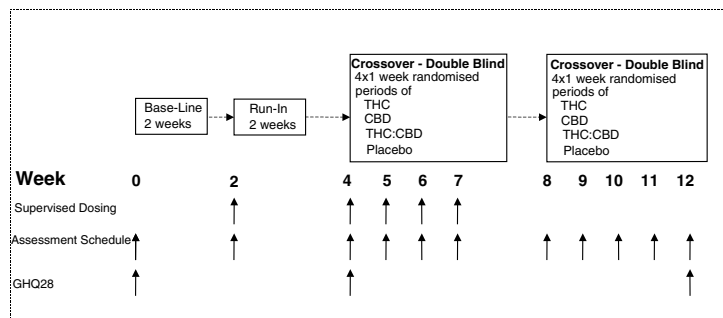 Crossover - Double Blind
4x1 week randomised
periods of
THC
CBD
THC:CBD
Placebo
Crossover - Double Blind
4x1 week randomised
periods of
THC
CBD
THC:CBD
Placebo
Base-Line
2 weeks
Run-In
2 weeks
Week
0 2 4 5 6 7 8 9 10 11 12
Supervised Dosing
Assessment Schedule
GHQ28